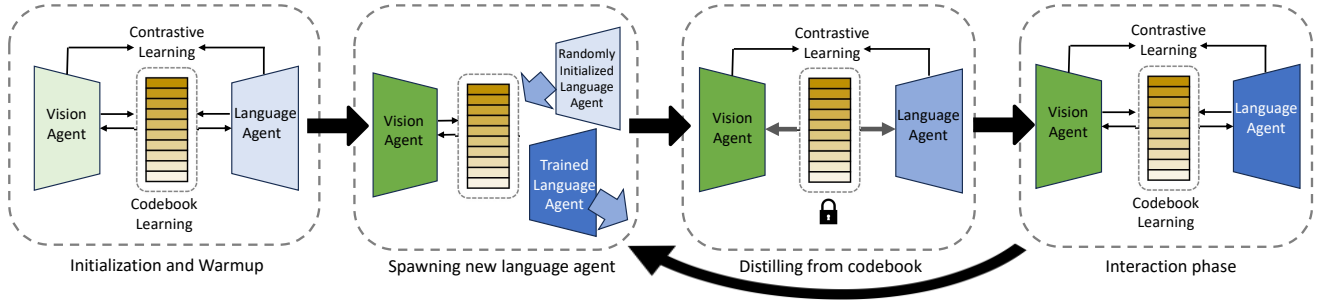 Contrastive
Learning
Vision
Agent
Language
Agent
Codebook
Learning
Initialization and Warmup
Vision
Agent
Randomly
Initialized
Language
Agent
Trained
Language
Agent
Spawning new language agent
Contrastive
Learning
Vision
Agent
Language
Agent
Distilling from codebook
Contrastive
Learning
Vision
Agent
Language
Agent
Codebook
Learning
Interaction phase